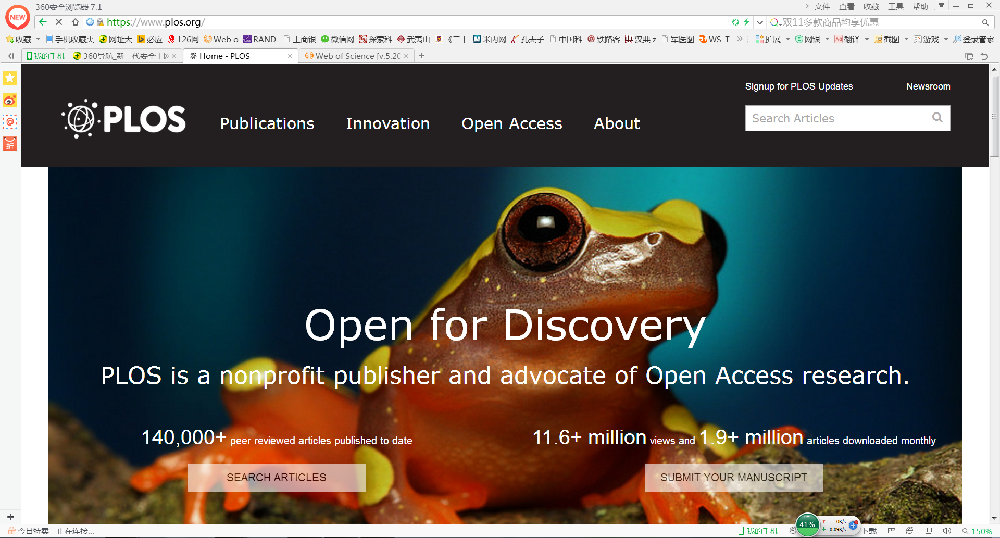 360安全浏览器 7.1
文件 查看 收藏 工具 帮助
NEW
https://www.plos.org/
双11多款商品均享优惠
收藏 手机收藏夹 网址大 必应 126网 Web o RAND 工商银 微信网 探索科 武夷山 《二十 米内网 孔夫子 中国科 铁路客 汉典 z 军医图 WS_T 扩展 网银 翻译 截图 游戏 登录管家
我的手机 360导航_新一代安全上网 Home - PLOS Web of Science [v.5.20
Signup for PLOS Updates Newsroom
PLOS
Publications Innovation Open Access About
Search Articles
折
Open for Discovery
PLOS is a nonprofit publisher and advocate of Open Access research.
140,000+ peer reviewed articles published to date
11.6+ million views and 1.9+ million articles downloaded monthly
SEARCH ARTICLES
SUBMIT YOUR MANUSCRIPT
今日特卖 正在连接...
我的手机
41%
0K/s
0.09K/s
下载
150%